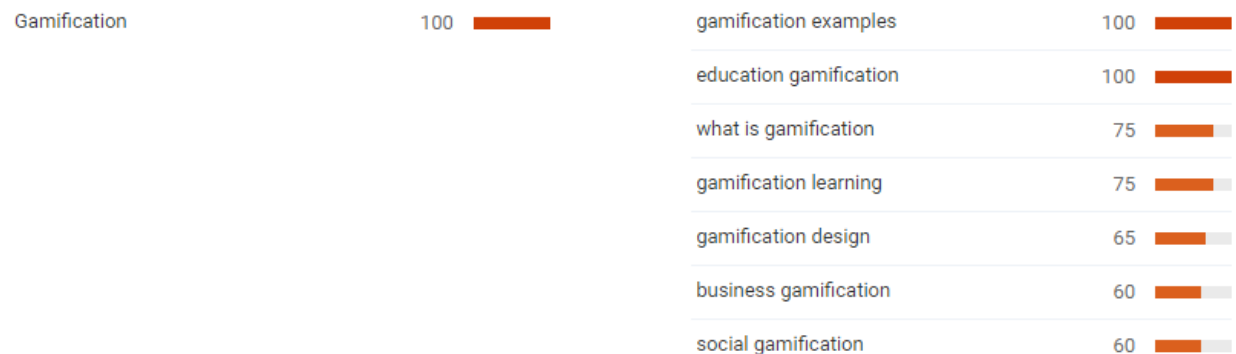 Gamification 100
gamification examples 100
education gamification 100
what is gamification 75
gamification learning 75
gamification design 65
business gamification 60
social gamification 60